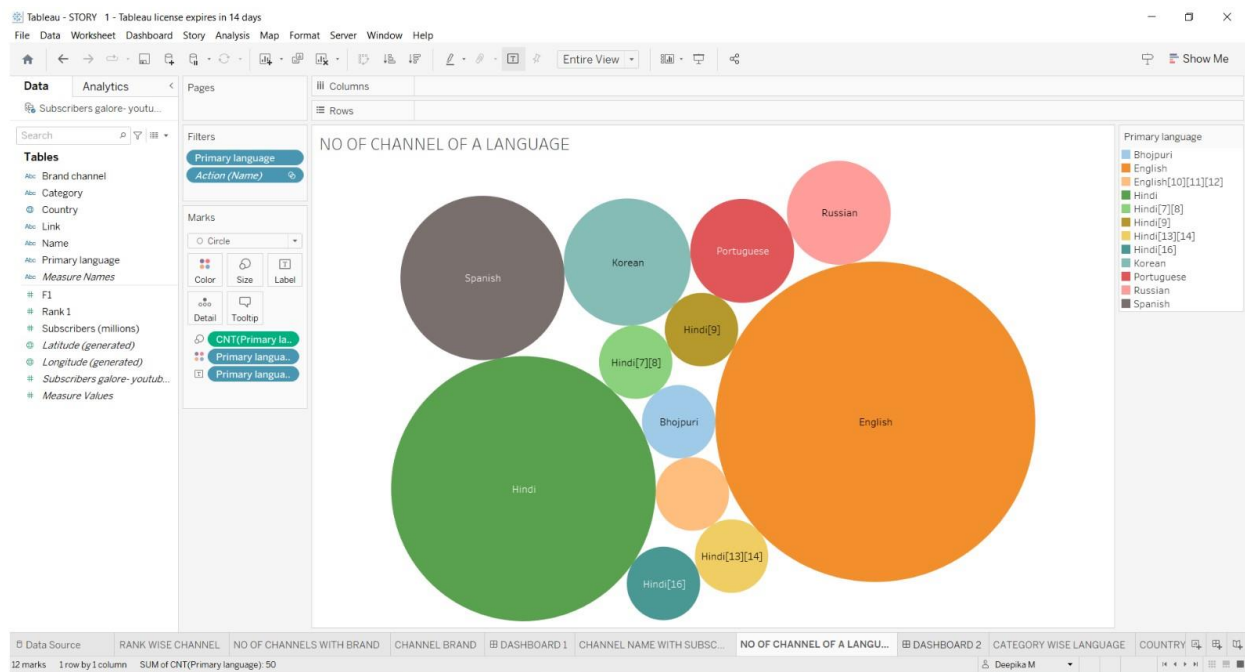 Tableau - STORY 1 - Tableau license expires in 14 days
File Data Worksheet Dashboard Story Analysis Map Format Server Window Help
Entire View
Show Me
Data Analytics
Subscribers galore- youtu...
Search
Tables
Abc Brand channel
Abc Category
Country
Abc Link
Abc Name
Abc Primary language
Abc Measure Names
# F1
# Rank 1
# Subscribers (millions)
Latitude (generated)
Longitude (generated)
# Subscribers galore- youtub...
# Measure Values
Pages
Filters
Primary language
Action (Name)
Marks
Circle
Color Size Label
Detail Tooltip
CNT(Primary la..
Primary langua..
Primary langua..
Columns
Rows
NO OF CHANNEL OF A LANGUAGE
Russian
Portuguese
Korean
Spanish
Hindi[9]
Hindi[7][8]
Bhojpuri
English
Hindi
Hindi[13][14]
Hindi[16]
Primary language
Bhojpuri
English
English[10][11][12]
Hindi
Hindi[7][8]
Hindi[9]
Hindi[13][14]
Hindi[16]
Korean
Portuguese
Russian
Spanish
Data Source RANK WISE CHANNEL NO OF CHANNELS WITH BRAND CHANNEL BRAND DASHBOARD 1 CHANNEL NAME WITH SUBSC... NO OF CHANNEL OF A LANGU... DASHBOARD 2 CATEGORY WISE LANGUAGE COUNTRY
12 marks 1 row by 1 column SUM of CNT(Primary language): 50 Deepika M